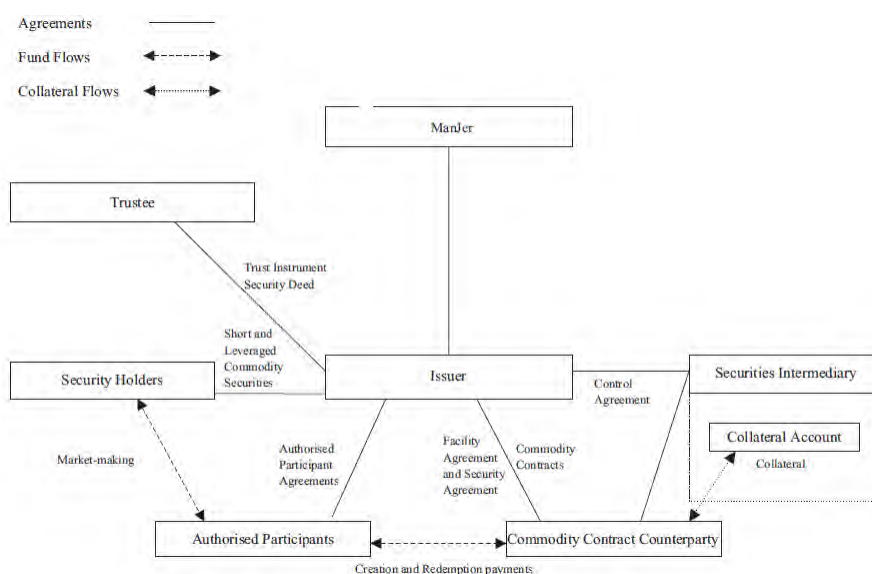 Agreements
Fund Flows
Collateral Flows
ManJer
Trustee
Trust Instrument
Security Deed
Short and
Leveraged
Commodity
Securities
Security Holders
Issuer
Securities Intermediary
Control
Agreement
Collateral Account
Collateral
Market-making
Authorised
Participant
Agreements
Facility
Agreement
and Security
Agreement
Commodity
Contracts
Authorised Participants
Commodity Contract Counterparty
Creation and Redemption payments